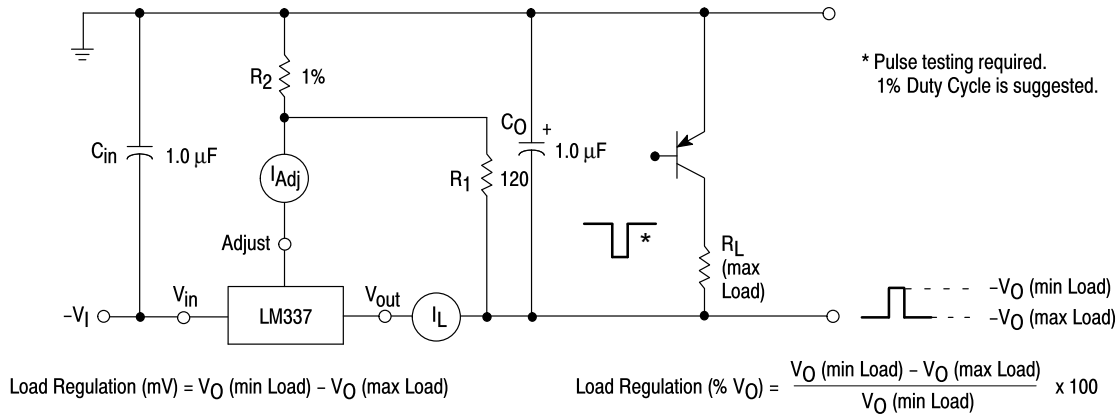 * Pulse testing required.
1% Duty Cycle is suggested.
R2 1%
Cin 1.0 μF
IAdj
R1 120
CO + 1.0 μF
Adjust
*
RL
(max
Load)
–VI
Vin
LM337
Vout
IL
–VO (min Load)
–VO (max Load)
Load Regulation (mV) = VO (min Load) – VO (max Load)
Load Regulation (% VO) = VO (min Load) – VO (max Load) x 100
VO (min Load)